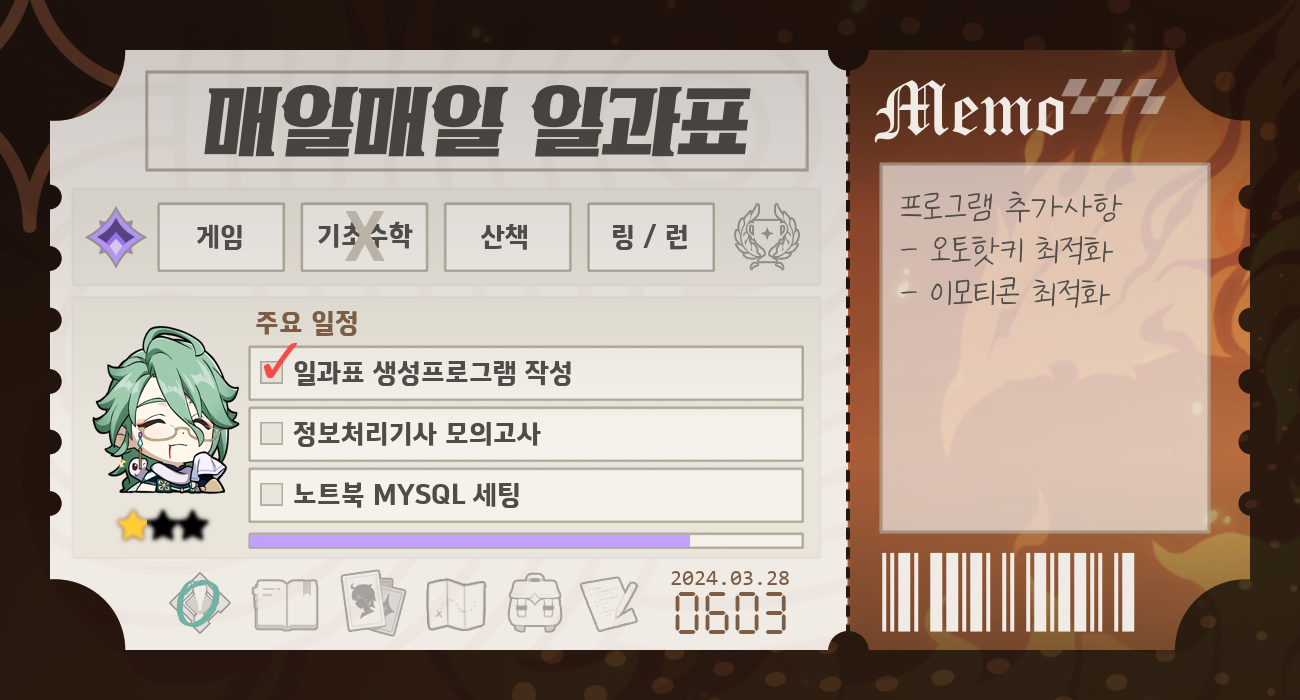 매일매일 일과표
게임
기초수학
X
산책
링 / 런
주요 일정
일과표 생성프로그램 작성
정보처리기사 모의고사
노트북 MYSQL 세팅
2024.03.28
0603
Memo
프로그램 추가사항
- 오토핫키 최적화
- 이모티콘 최적화